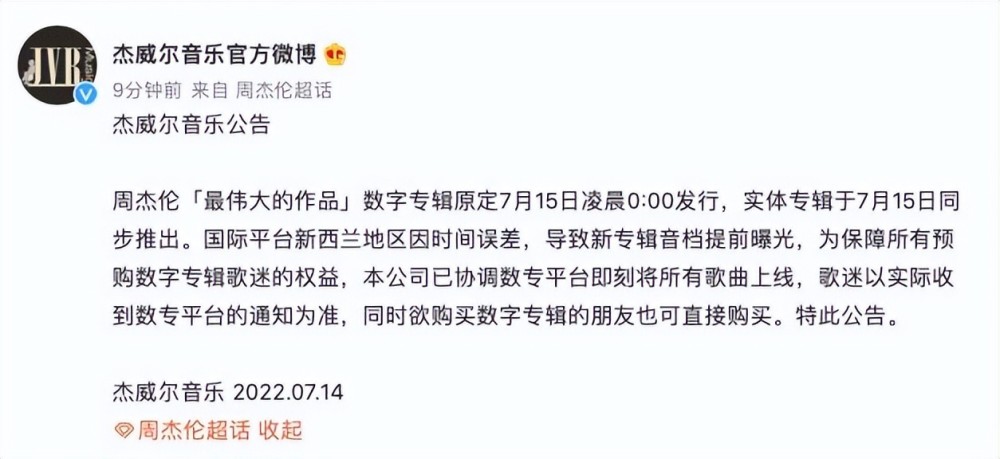 JVR Music
杰威尔音乐官方微博
9分钟前 来自 周杰伦超话
杰威尔音乐公告
周杰伦「最伟大的作品」数字专辑原定7月15日凌晨0:00发行，实体专辑于7月15日同
步推出。国际平台新西兰地区因时间误差，导致新专辑音档提前曝光，为保障所有预
购数字专辑歌迷的权益，本公司已协调数专平台即刻将所有歌曲上线，歌迷以实际收
到数专平台的通知为准，同时欲购买数字专辑的朋友也可直接购买。特此公告。
杰威尔音乐 2022.07.14
周杰伦超话 收起